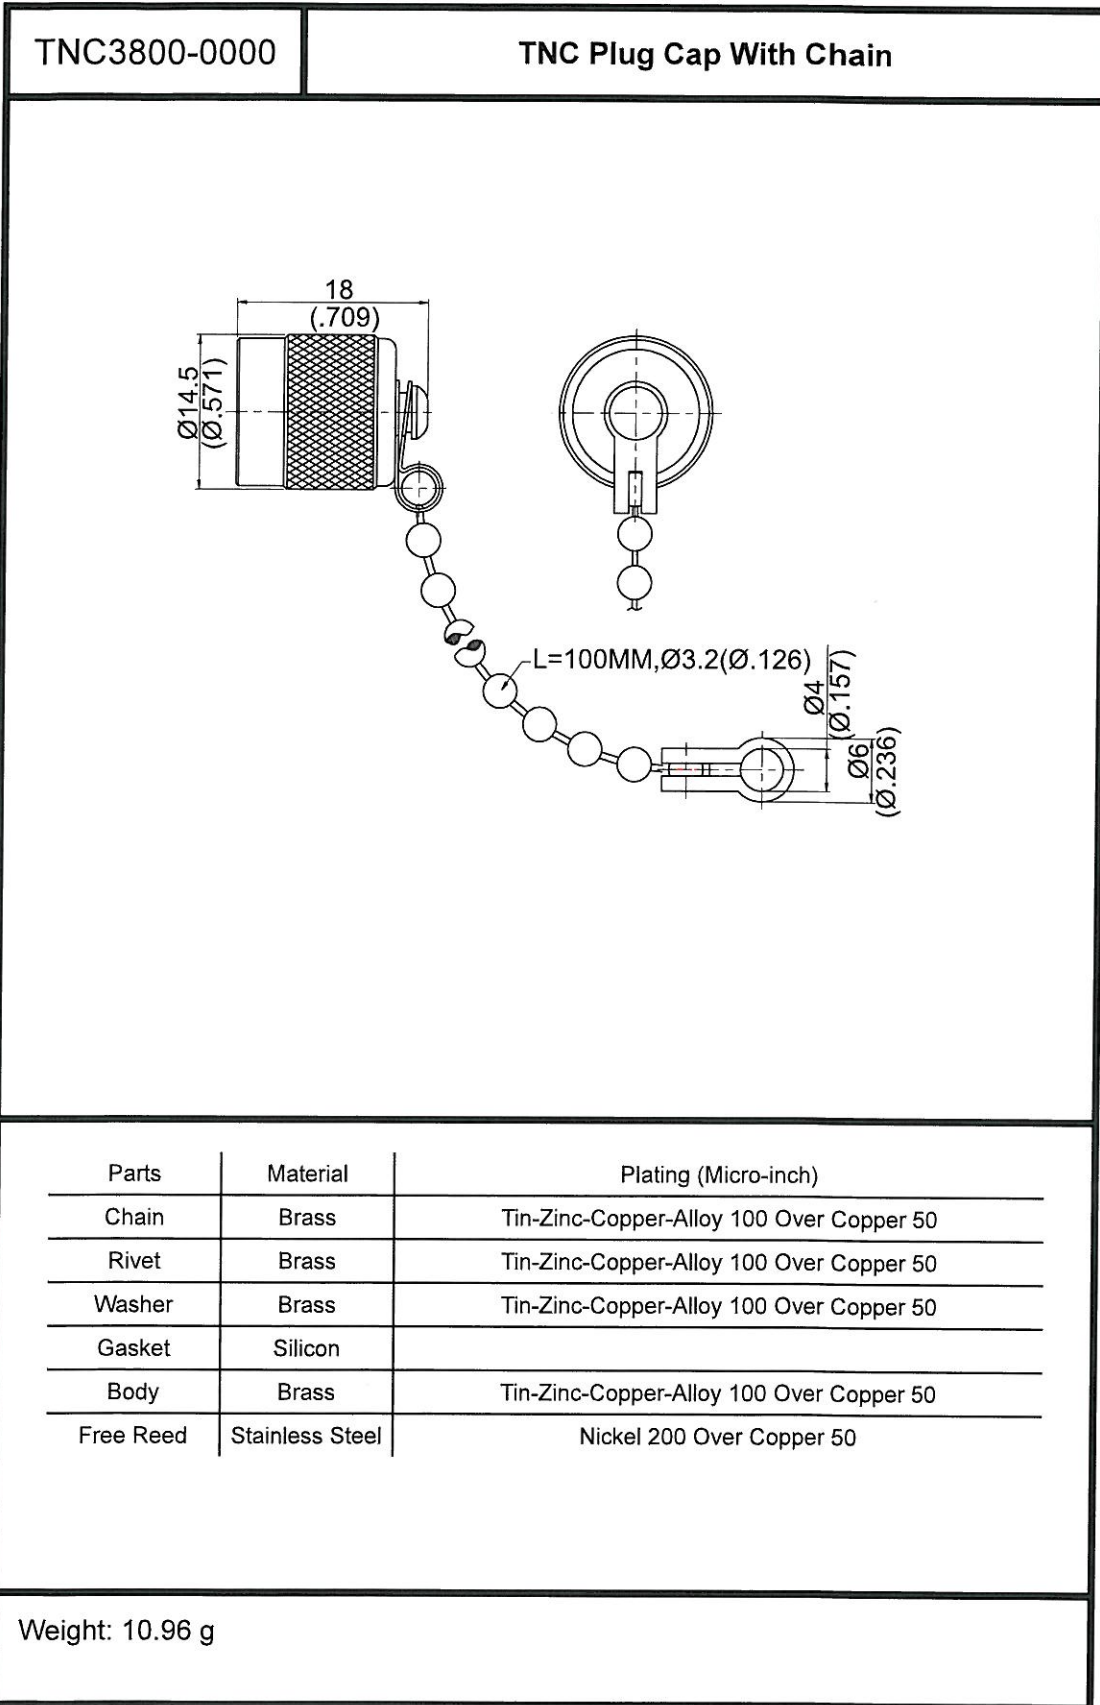 TNC3800-0000
TNC Plug Cap With Chain
18
(.709)
Ø14.5
(Ø.571)
L=100MM,Ø3.2(Ø.126)
Ø4
(Ø.157)
Ø6
(Ø.236)
Parts Material Plating (Micro-inch)
Chain Brass Tin-Zinc-Copper-Alloy 100 Over Copper 50
Rivet Brass Tin-Zinc-Copper-Alloy 100 Over Copper 50
Washer Brass Tin-Zinc-Copper-Alloy 100 Over Copper 50
Gasket Silicon
Body Brass Tin-Zinc-Copper-Alloy 100 Over Copper 50
Free Reed Stainless Steel Nickel 200 Over Copper 50
Weight: 10.96 g